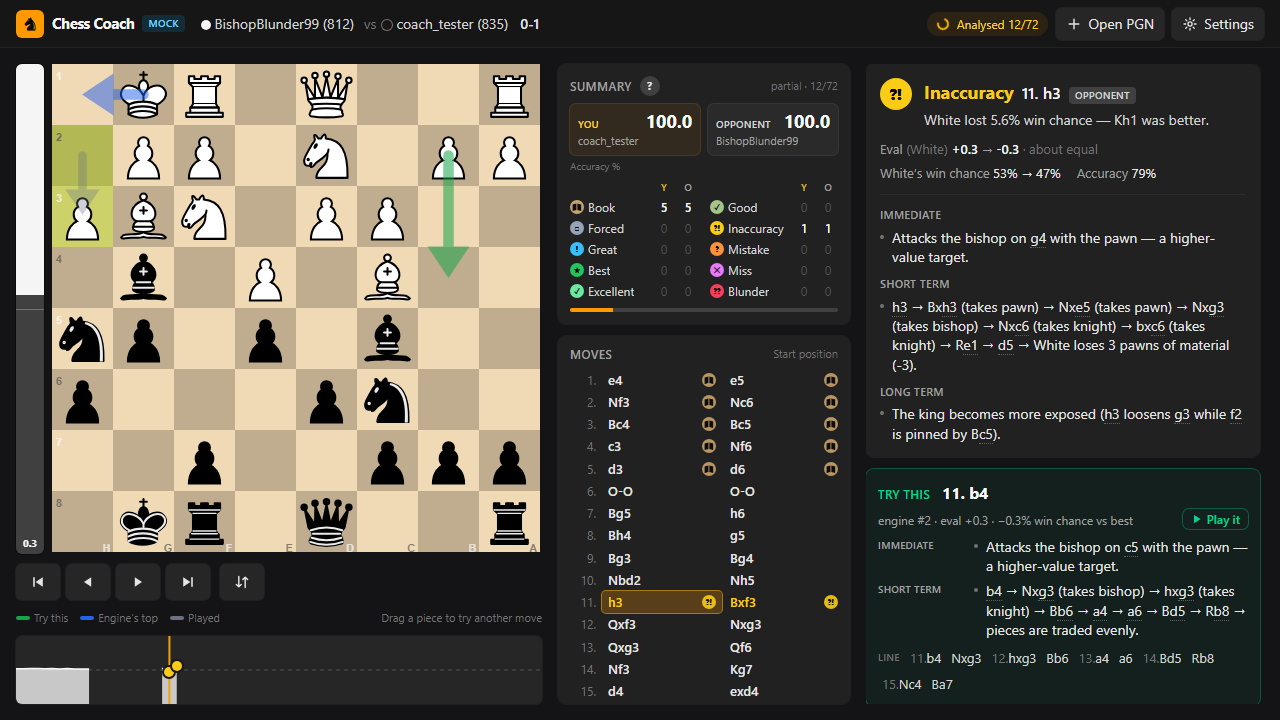 Chess Coach MOCK BishopBlunder99 (812) vs coach_tester (835) 0-1
Analysed 12/72 Open PGN Settings
1
2
3
4
5
6
7
8
H G F E D C B A
0.3
Try this Engine's top Played Drag a piece to try another move
SUMMARY ? partial · 12/72
YOU 100.0
coach_tester
OPPONENT 100.0
BishopBlunder99
Accuracy %
Y O Y O
Book 5 5 Good 0 0
Forced 0 0 Inaccuracy 1 1
Great 0 0 Mistake 0 0
Best 0 0 Miss 0 0
Excellent 0 0 Blunder 0 0
MOVES Start position
1. e4 e5
2. Nf3 Nc6
3. Bc4 Bc5
4. c3 Nf6
5. d3 d6
6. O-O O-O
7. Bg5 h6
8. Bh4 g5
9. Bg3 Bg4
10. Nbd2 Nh5
11. h3 ?! Bxf3 ?!
12. Qxf3 Nxg3
13. Qxg3 Qf6
14. Nf3 Kg7
15. d4 exd4
?! Inaccuracy 11. h3 OPPONENT
White lost 5.6% win chance — Kh1 was better.
Eval (White) +0.3 → -0.3 · about equal
White's win chance 53% → 47% Accuracy 79%
IMMEDIATE
• Attacks the bishop on g4 with the pawn — a higher-
value target.
SHORT TERM
• h3 → Bxh3 (takes pawn) → Nxe5 (takes pawn) → Nxg3
(takes bishop) → Nxc6 (takes knight) → bxc6 (takes
knight) → Re1 → d5 → White loses 3 pawns of material
(-3).
LONG TERM
• The king becomes more exposed (h3 loosens g3 while f2
is pinned by Bc5).
TRY THIS 11. b4
engine #2 · eval +0.3 · −0.3% win chance vs best Play it
IMMEDIATE • Attacks the bishop on c5 with the pawn —
a higher-value target.
SHORT TERM • b4 → Nxg3 (takes bishop) → hxg3 (takes
knight) → Bb6 → a4 → a6 → Bd5 → Rb8 →
pieces are traded evenly.
LINE 11.b4 Nxg3 12.hxg3 Bb6 13.a4 a6 14.Bd5 Rb8
15.Nc4 Ba7